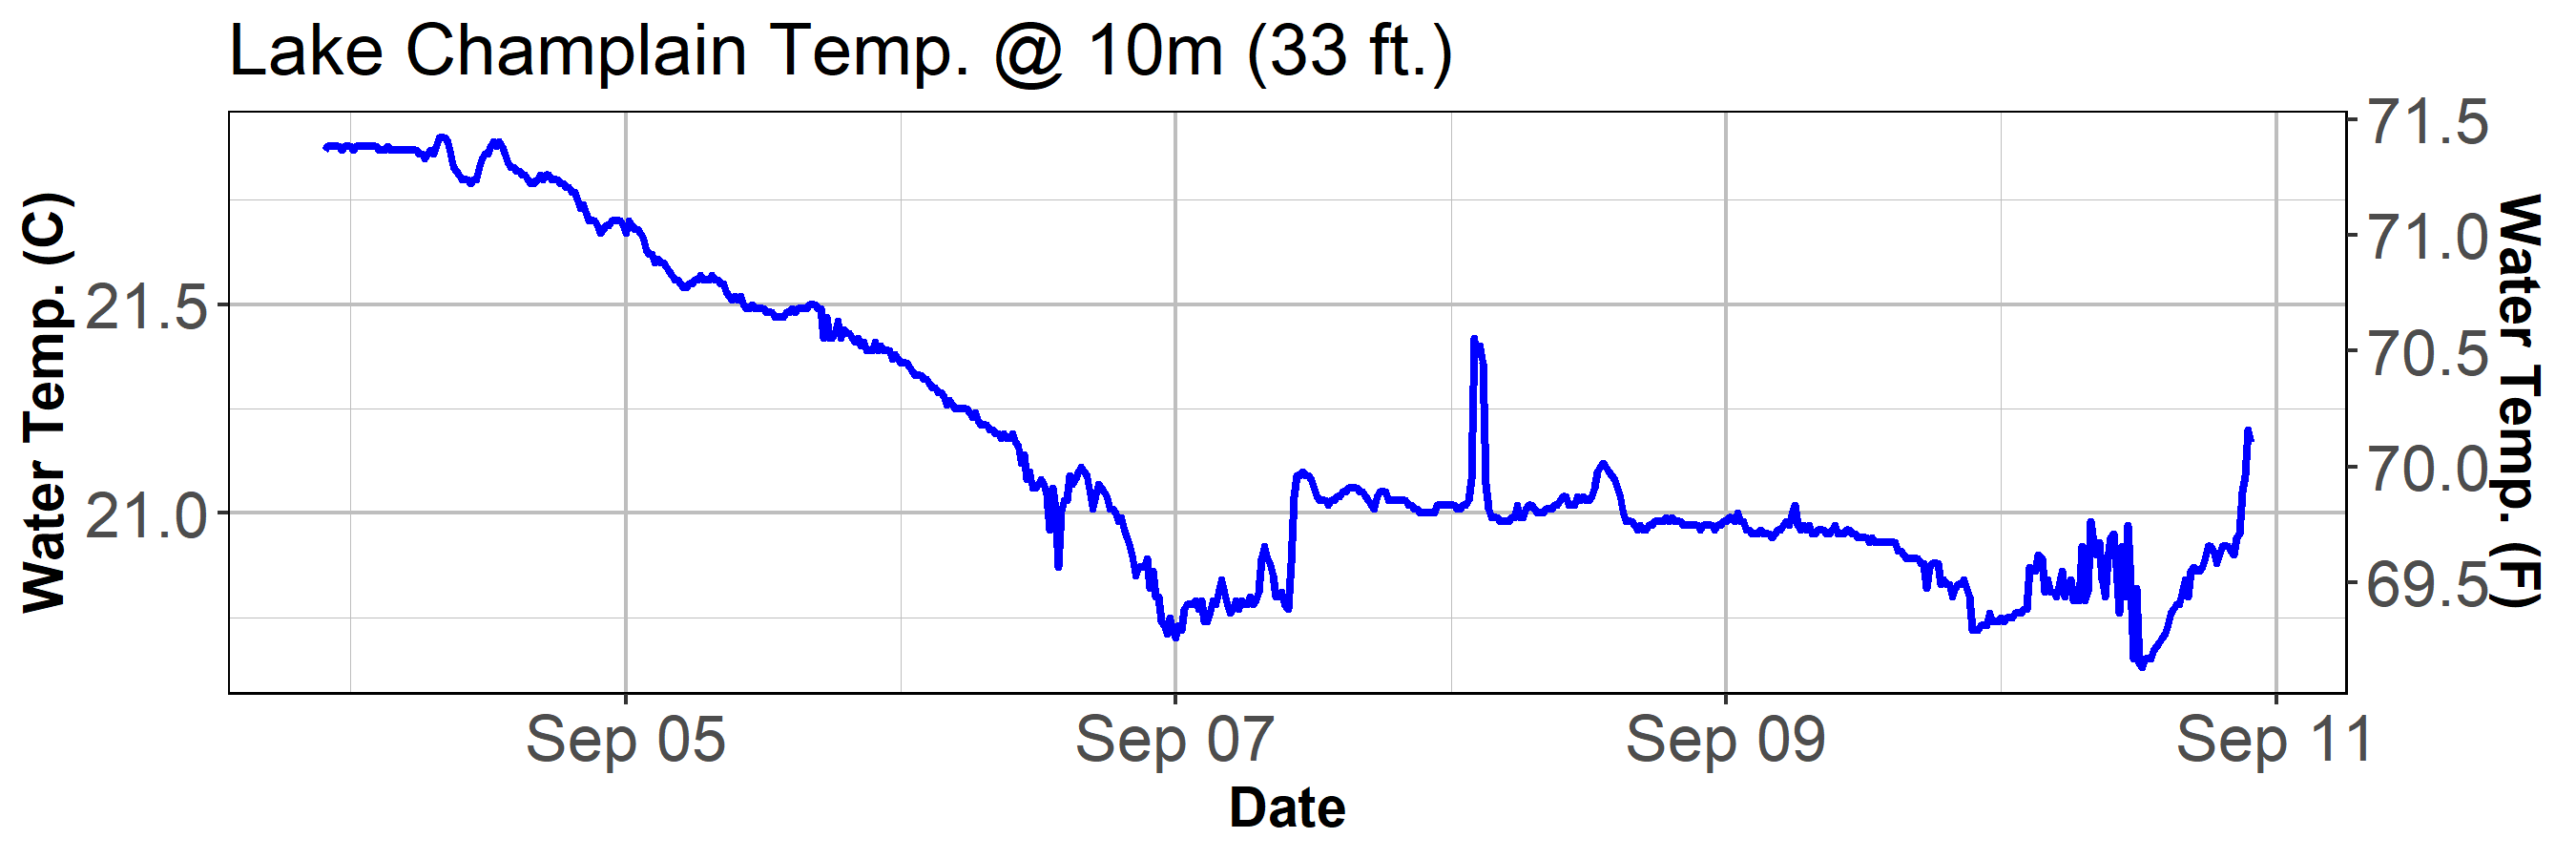 Lake Champlain Temp. @ 10m (33 ft.)
Water Temp. (C)
21.5
21.0
71.5
71.0
70.5
70.0
69.5
Water Temp. (F)
Sep 05 Sep 07 Sep 09 Sep 11
Date